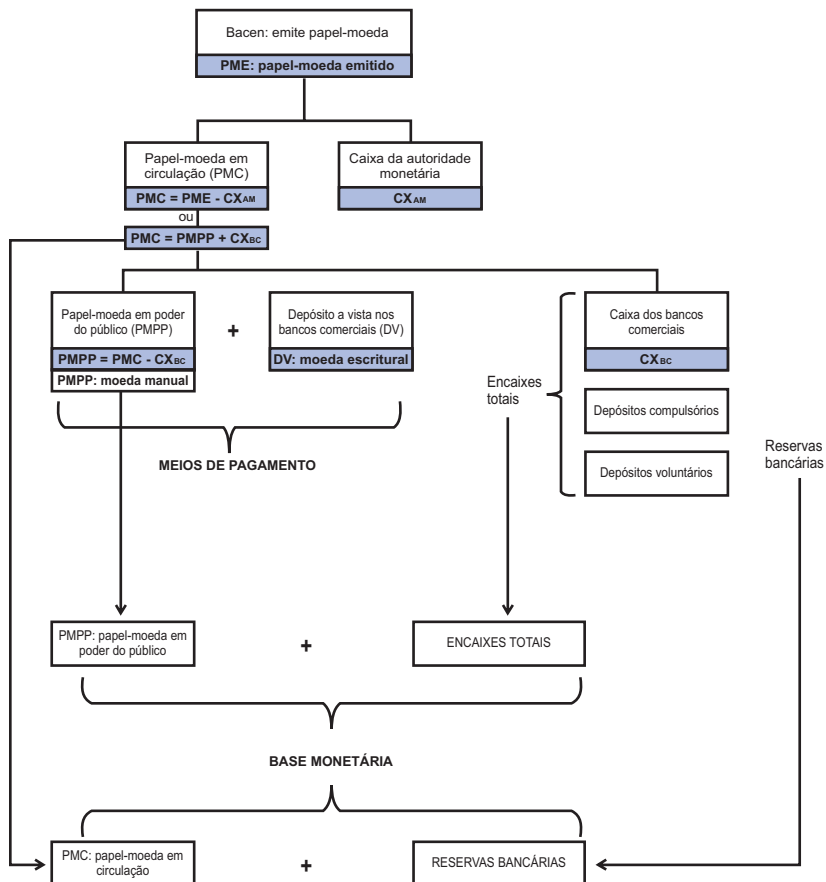 Bacen: emite papel-moeda
PME: papel-moeda emitido
Papel-moeda em
circulação (PMC)
PMC = PME - CXAM
ou
PMC = PMPP + CXBC
Caixa da autoridade
monetária
CXAM
Papel-moeda em poder
do público (PMPP)
PMPP = PMC - CXBC
PMPP: moeda manual
+
Depósito a vista nos
bancos comerciais (DV)
DV: moeda escritural
MEIOS DE PAGAMENTO
Encaixes
totais
Caixa dos bancos
comerciais
CXBC
Depósitos compulsórios
Depósitos voluntários
Reservas
bancárias
PMPP: papel-moeda em
poder do público
+
ENCAIXES TOTAIS
BASE MONETÁRIA
PMC: papel-moeda em
circulação
+
RESERVAS BANCÁRIAS